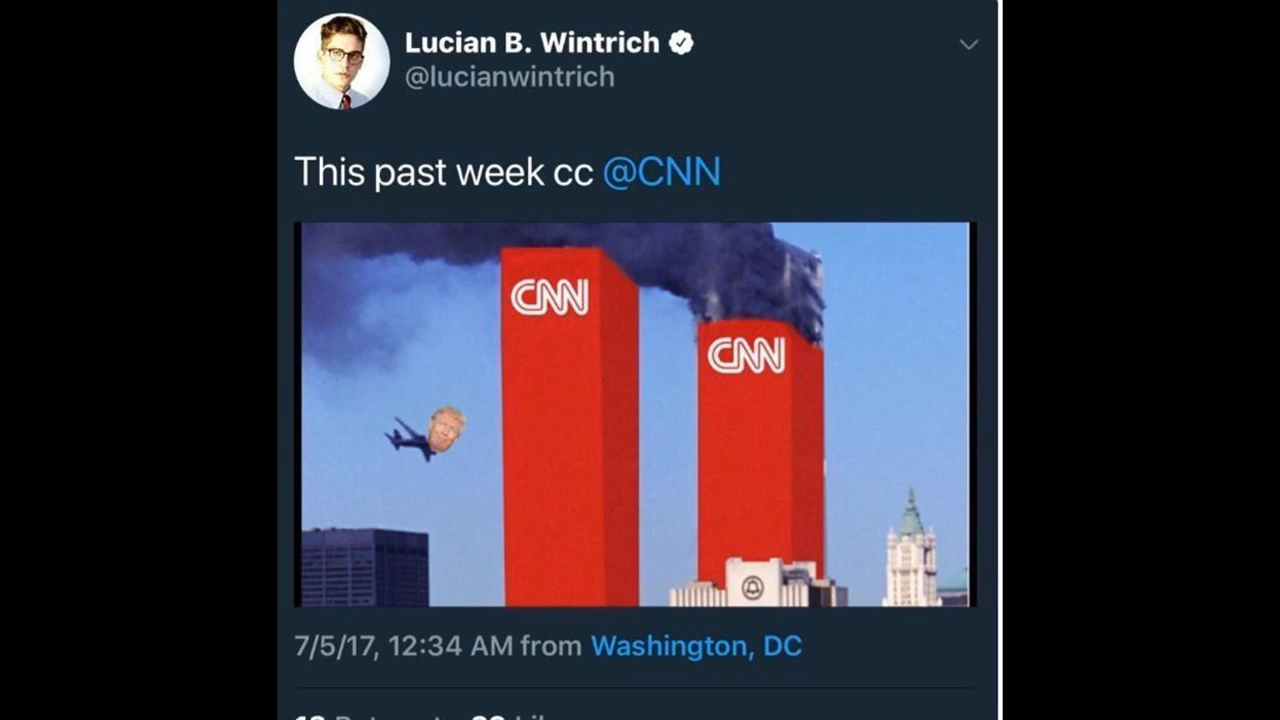 Lucian B. Wintrich
@lucianwintrich
This past week cc @CNN
CNN
CNN
7/5/17, 12:34 AM from Washington, DC